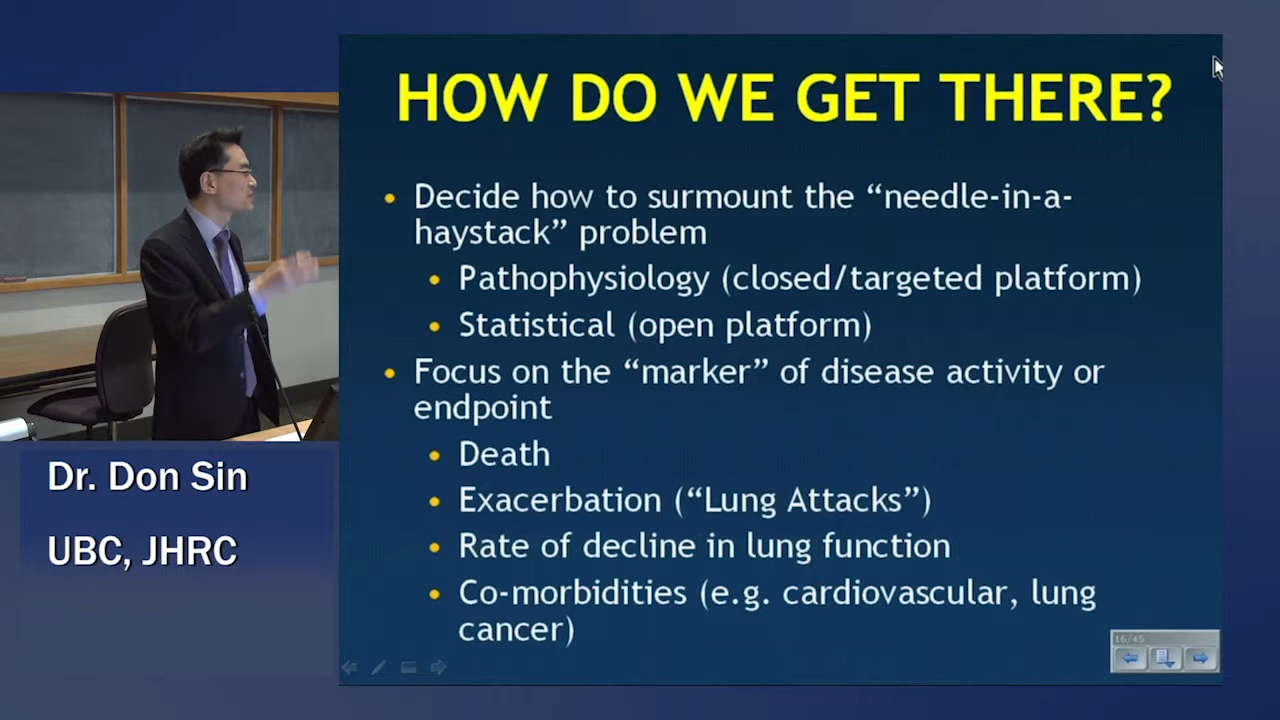 HOW DO WE GET THERE?
Decide how to surmount the “needle-in-a-
haystack” problem
Pathophysiology (closed/targeted platform)
Statistical (open platform)
Focus on the “marker” of disease activity or
endpoint
Death
Exacerbation (“Lung Attacks”)
Rate of decline in lung function
Co-morbidities (e.g. cardiovascular, lung
cancer)
16/45
Dr. Don Sin
UBC, JHRC